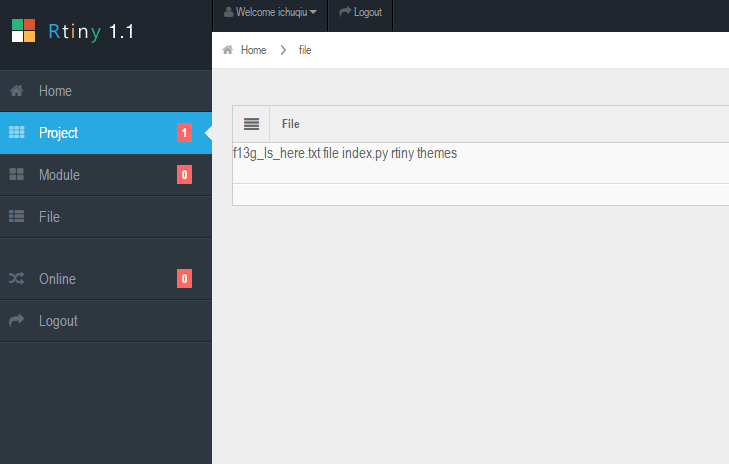 Rtiny 1.1
Welcome ichuqiu
Logout
Home
file
Home
Project 1
Module 0
File
Online 0
Logout
File
f13g_ls_here.txt file index.py rtiny themes